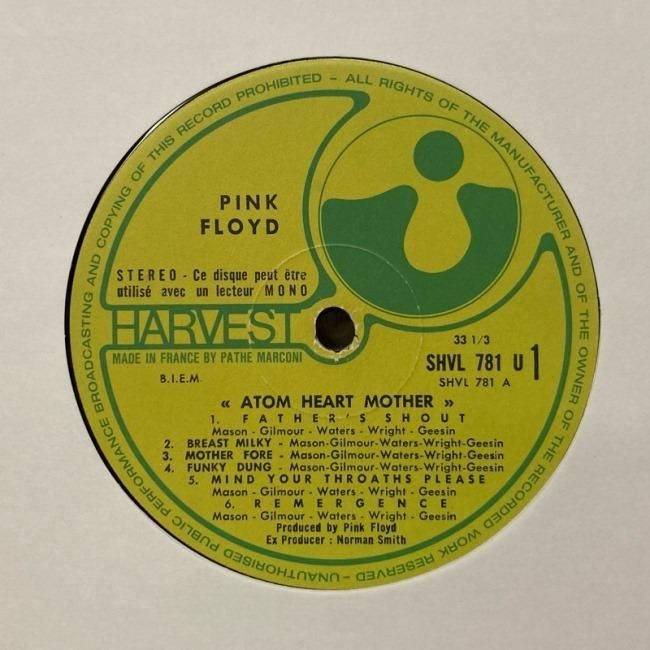 UNAUTHORISED PUBLIC PERFORMANCE BROADCASTING AND COPYING OF THIS RECORD PROHIBITED - ALL RIGHTS OF THE MANUFACTURER AND OF THE OWNER OF THE RECORDED WORK RESERVED -
PINK
FLOYD
STEREO - Ce disque peut être
utilisé avec un lecteur MONO
HARVEST
MADE IN FRANCE BY PATHE MARCONI
B.I.E.M.
33 1/3
SHVL 781 U 1
SHVL 781 A
« ATOM HEART MOTHER »
1. FATHER'S SHOUT
Mason - Gilmour - Waters - Wright - Geesin
2. BREAST MILKY - Mason-Gilmour-Waters-Wright-Geesin
3. MOTHER FORE - Mason-Gilmour-Waters-Wright-Geesin
4. FUNKY DUNG - Mason-Gilmour-Waters-Wright-Geesin
5. MIND YOUR THROATHS PLEASE
Mason - Gilmour - Waters - Wright - Geesin
6. REMERGENCE
Mason - Gilmour - Waters - Wright - Geesin
Produced by Pink Floyd
Ex Producer : Norman Smith